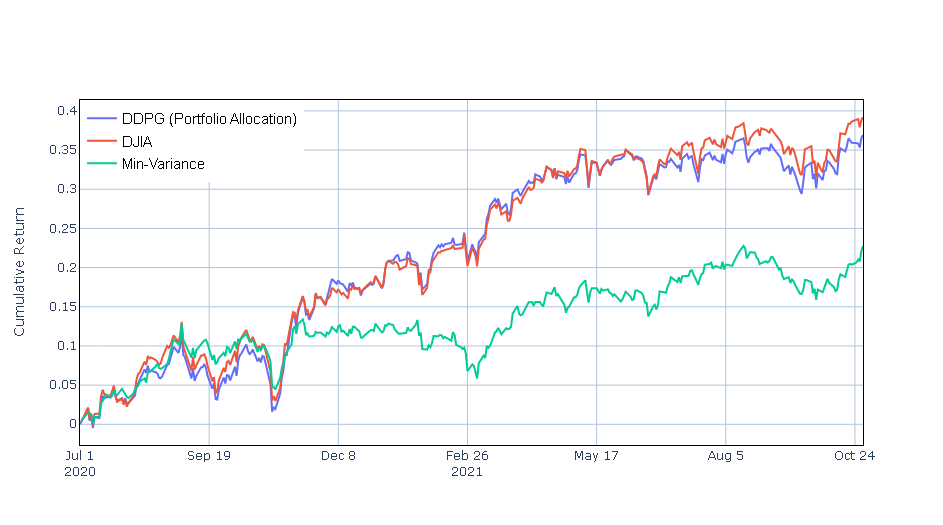 DDPG (Portfolio Allocation)
DJIA
Min-Variance
Cumulative Return
0.4
0.35
0.3
0.25
0.2
0.15
0.1
0.05
0
Jul 1
2020
Sep 19
Dec 8
Feb 26
2021
May 17
Aug 5
Oct 24